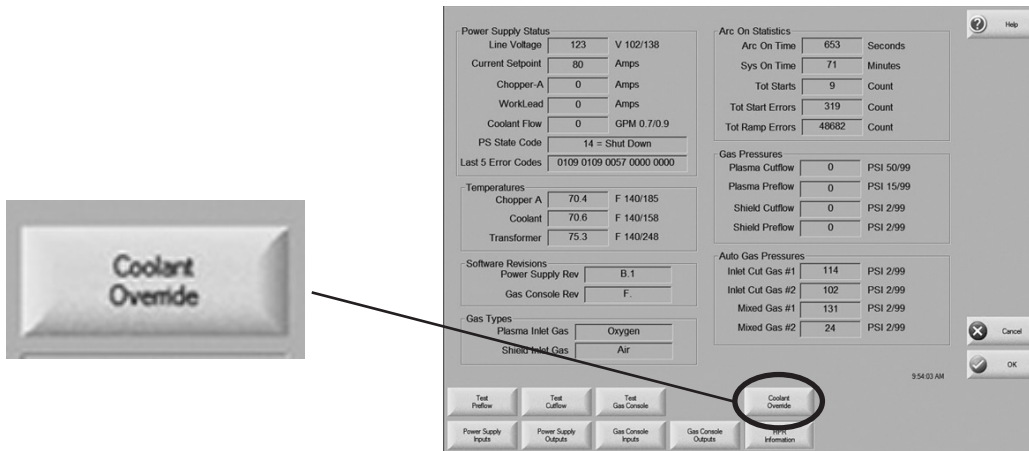 Coolant
Override
Power Supply Status
Line Voltage 123 V 102/138
Current Setpoint 80 Amps
Chopper-A 0 Amps
WorkLead 0 Amps
Coolant Flow 0 GPM 0.7/0.9
PS State Code 14 = Shut Down
Last 5 Error Codes 0109 0109 0057 0000 0000
Temperatures
Chopper A 70.4 F 140/185
Coolant 70.6 F 140/158
Transformer 75.3 F 140/248
Software Revisions
Power Supply Rev B.1
Gas Console Rev F.
Gas Types
Plasma Inlet Gas Oxygen
Shield Inlet Gas Air
Arc On Statistics
Arc On Time 653 Seconds
Sys On Time 71 Minutes
Tot Starts 9 Count
Tot Start Errors 319 Count
Tot Ramp Errors 48682 Count
Gas Pressures
Plasma Cutflow 0 PSI 50/99
Plasma Preflow 0 PSI 15/99
Shield Cutflow 0 PSI 2/99
Shield Preflow 0 PSI 2/99
Auto Gas Pressures
Inlet Cut Gas #1 114 PSI 2/99
Inlet Cut Gas #2 102 PSI 2/99
Mixed Gas #1 131 PSI 2/99
Mixed Gas #2 24 PSI 2/99
Help
Cancel
OK
9:54:03 AM
Test
Preflow
Test
Cutflow
Test
Gas Console
Coolant
Override
Power Supply
Inputs
Power Supply
Outputs
Gas Console
Inputs
Gas Console
Outputs
HPR
Information